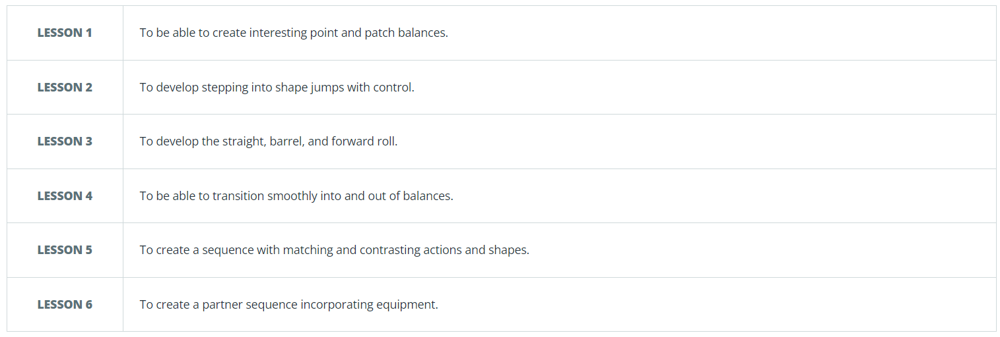 LESSON 1 To be able to create interesting point and patch balances.
LESSON 2 To develop stepping into shape jumps with control.
LESSON 3 To develop the straight, barrel, and forward roll.
LESSON 4 To be able to transition smoothly into and out of balances.
LESSON 5 To create a sequence with matching and contrasting actions and shapes.
LESSON 6 To create a partner sequence incorporating equipment.